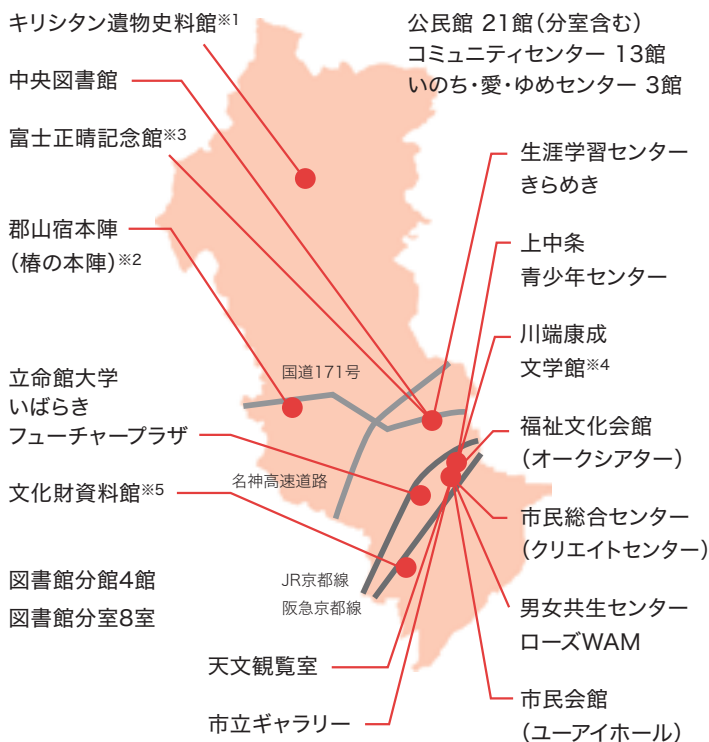 キリシタン遺物史料館※1
中央図書館
富士正晴記念館※3
郡山宿本陣
(椿の本陣)※2
立命館大学
いばらき
フューチャープラザ
文化財資料館※5
図書館分館4館
図書館分室8室
公民館 21館(分室含む)
コミュニティセンター 13館
いのち・愛・ゆめセンター 3館
生涯学習センター
きらめき
上中条
青少年センター
川端康成
文学館※4
福祉文化会館
(オークシアター)
市民総合センター
(クリエイトセンター)
男女共生センター
ローズWAM
市民会館
(ユーアイホール)
国道171号
名神高速道路
JR京都線
阪急京都線
天文観覧室
市立ギャラリー